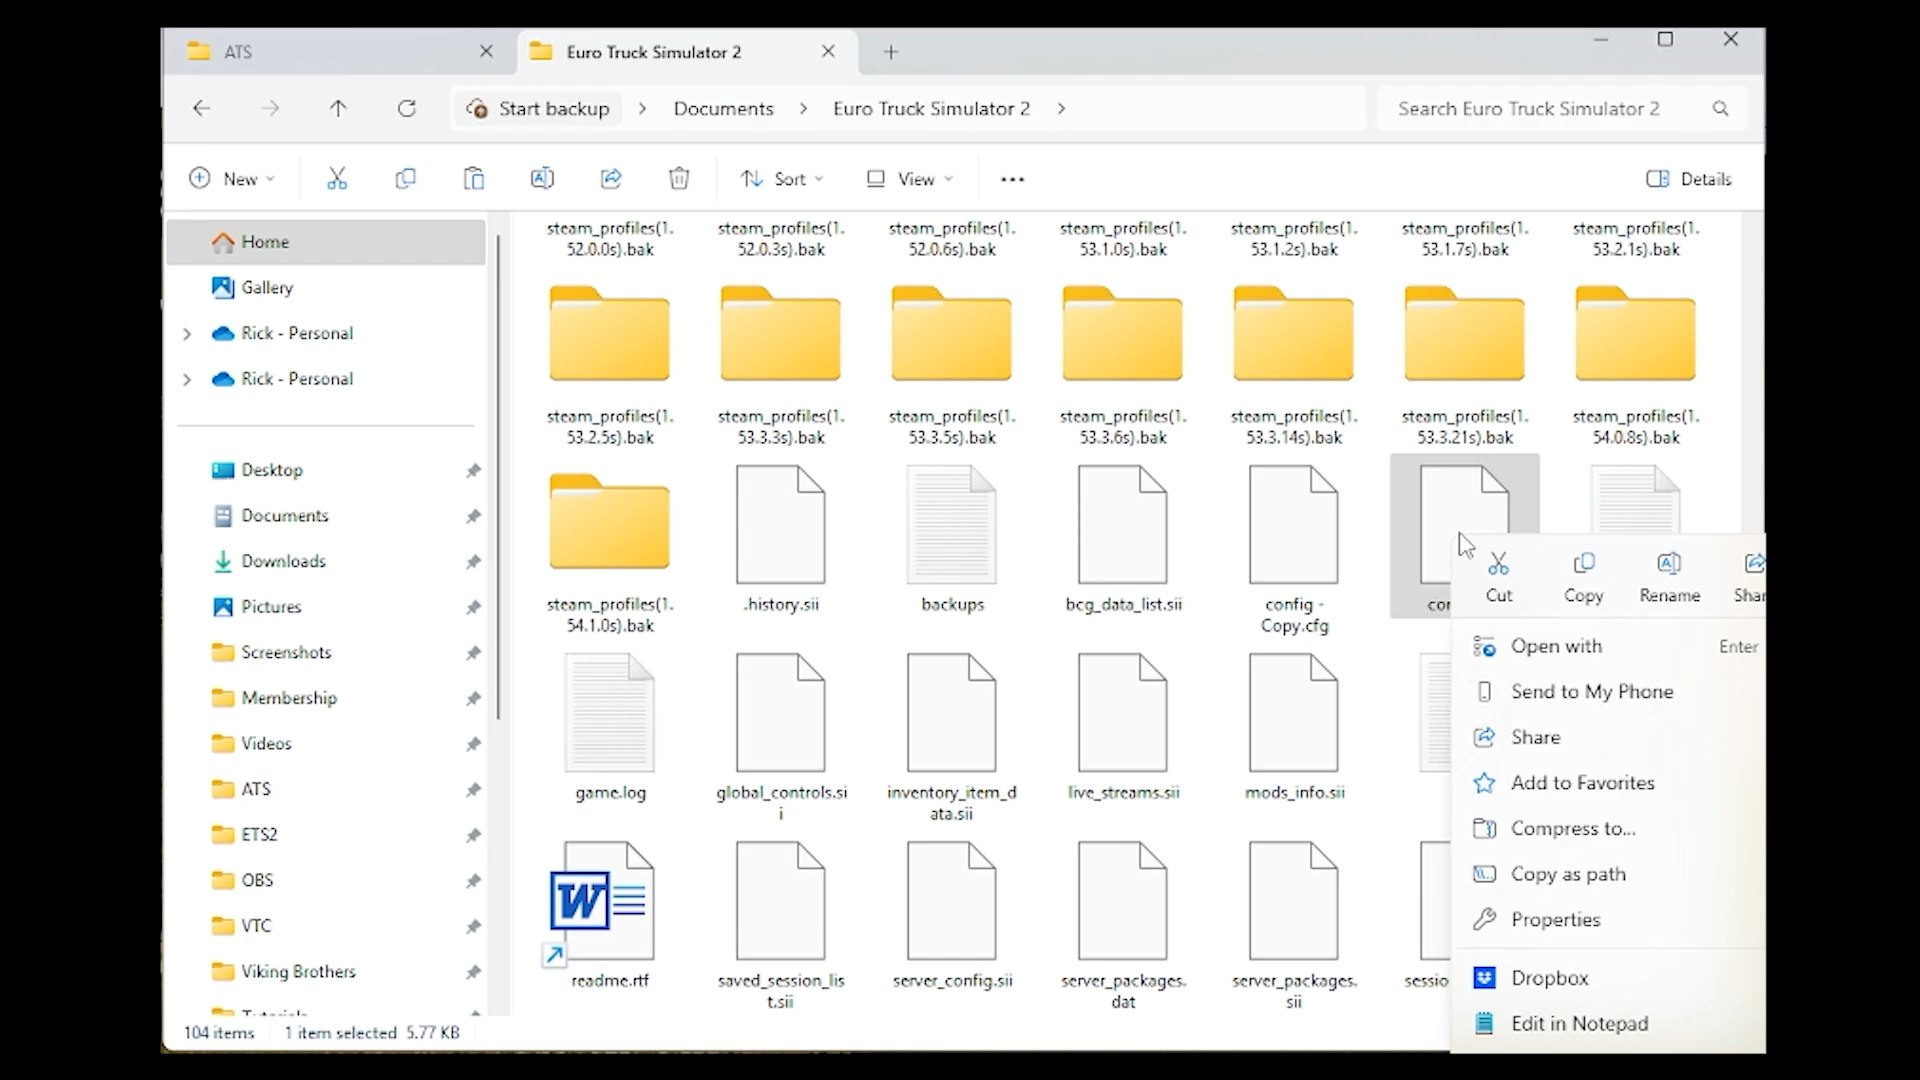 ATS
Euro Truck Simulator 2
Start backup
Documents
Euro Truck Simulator 2
Search Euro Truck Simulator 2
New
Sort
View
Details
Home
Gallery
Rick - Personal
Rick - Personal
Desktop
Documents
Downloads
Pictures
Screenshots
Membership
Videos
ATS
ETS2
OBS
VTC
Viking Brothers
steam_profiles(1.
52.0.0s).bak
steam_profiles(1.
52.0.3s).bak
steam_profiles(1.
52.0.6s).bak
steam_profiles(1.
53.1.0s).bak
steam_profiles(1.
53.1.2s).bak
steam_profiles(1.
53.1.7s).bak
steam_profiles(1.
53.2.1s).bak
steam_profiles(1.
53.2.5s).bak
steam_profiles(1.
53.3.3s).bak
steam_profiles(1.
53.3.5s).bak
steam_profiles(1.
53.3.6s).bak
steam_profiles(1.
53.3.14s).bak
steam_profiles(1.
53.3.21s).bak
steam_profiles(1.
54.0.8s).bak
steam_profiles(1.
54.1.0s).bak
.history.sii
backups
bcg_data_list.sii
config -
Copy.cfg
game.log
global_controls.si
i
inventory_item_d
ata.sii
live_streams.sii
mods_info.sii
W
readme.rtf
saved_session_lis
t.sii
server_config.sii
server_packages.
dat
server_packages.
sii
sessio
Cut
Copy
Rename
Shar
Open with Enter
Send to My Phone
Share
Add to Favorites
Compress to...
Copy as path
Properties
Dropbox
Edit in Notepad
104 items
1 item selected 5.77 KB